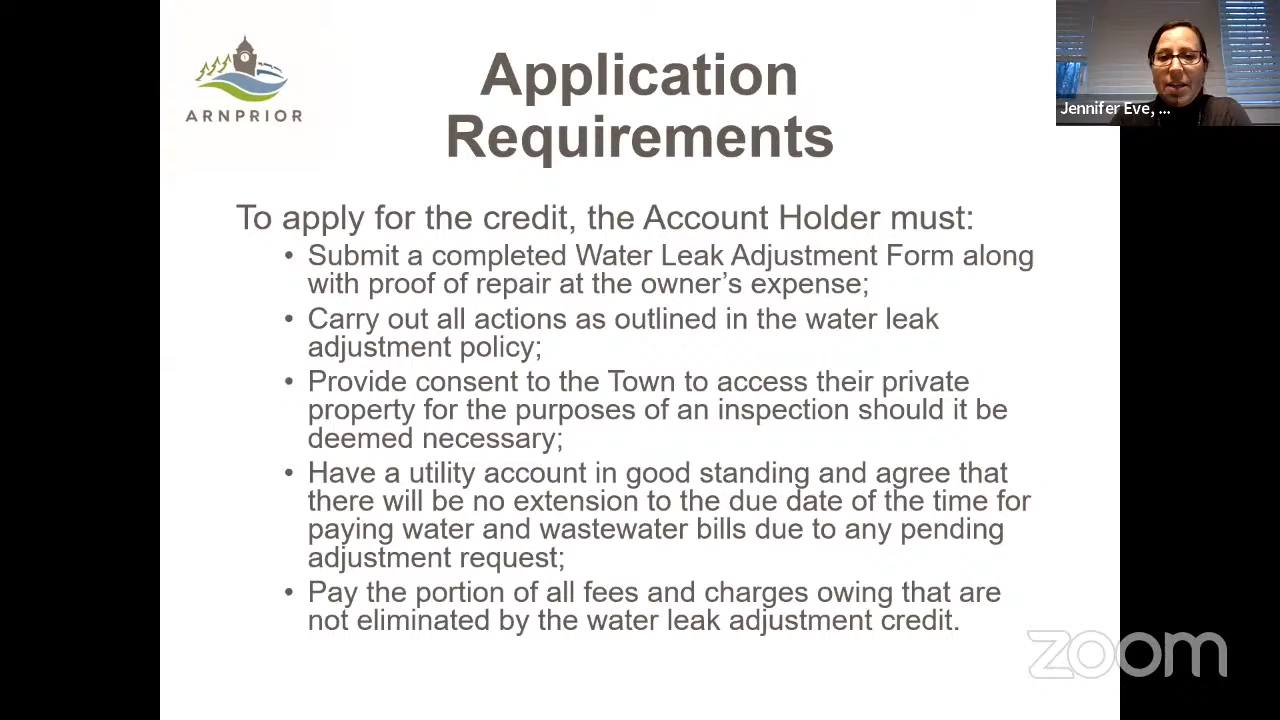 ARNPRIOR
Application
Requirements
Jennifer Eve, ...
To apply for the credit, the Account Holder must:
• Submit a completed Water Leak Adjustment Form along
with proof of repair at the owner's expense;
• Carry out all actions as outlined in the water leak
adjustment policy;
• Provide consent to the Town to access their private
property for the purposes of an inspection should it be
deemed necessary;
• Have a utility account in good standing and agree that
there will be no extension to the due date of the time for
paying water and wastewater bills due to any pending
adjustment request;
• Pay the portion of all fees and charges owing that are
not eliminated by the water leak adjustment credit.
zoom